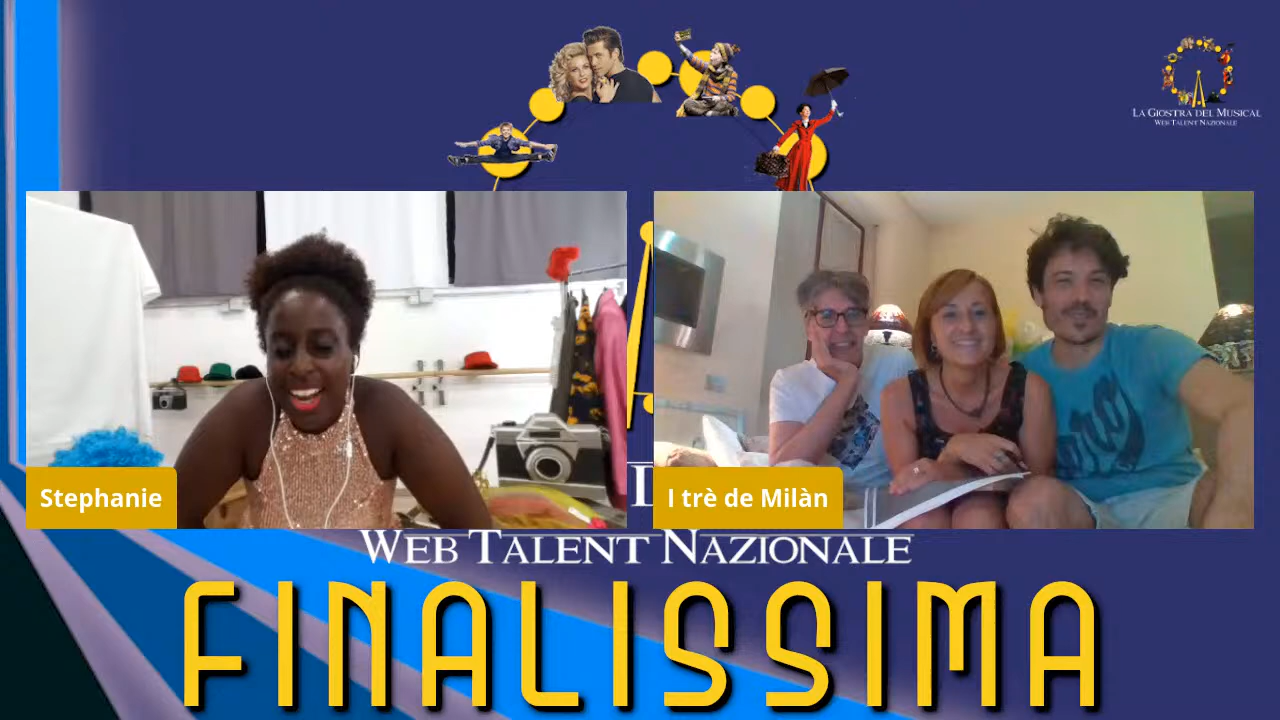 LA GIOSTRA DEL MUSICAL
WEB TALENT NAZIONALE
Stephanie
I trè de Milàn
WEB TALENT NAZIONALE
FINALISSIMA